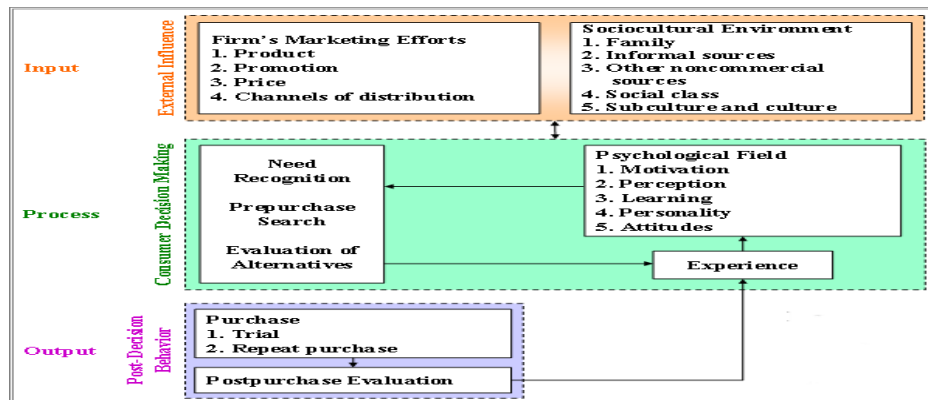 Input
External Influence
Firm's Marketing Efforts
1. Product
2. Promotion
3. Price
4. Channels of distribution
Sociocultural Environment
1. Family
2. Informal sources
3. Other noncommercial
sources
4. Social class
5. Subculture and culture
Process
Consumer Decision Making
Need
Recognition
Prepurchase
Search
Evaluation of
Alternatives
Psychological Field
1. Motivation
2. Perception
3. Learning
4. Personality
5. Attitudes
Experience
Output
Post-Decision
Behavior
Purchase
1. Trial
2. Repeat purchase
Postpurchase Evaluation